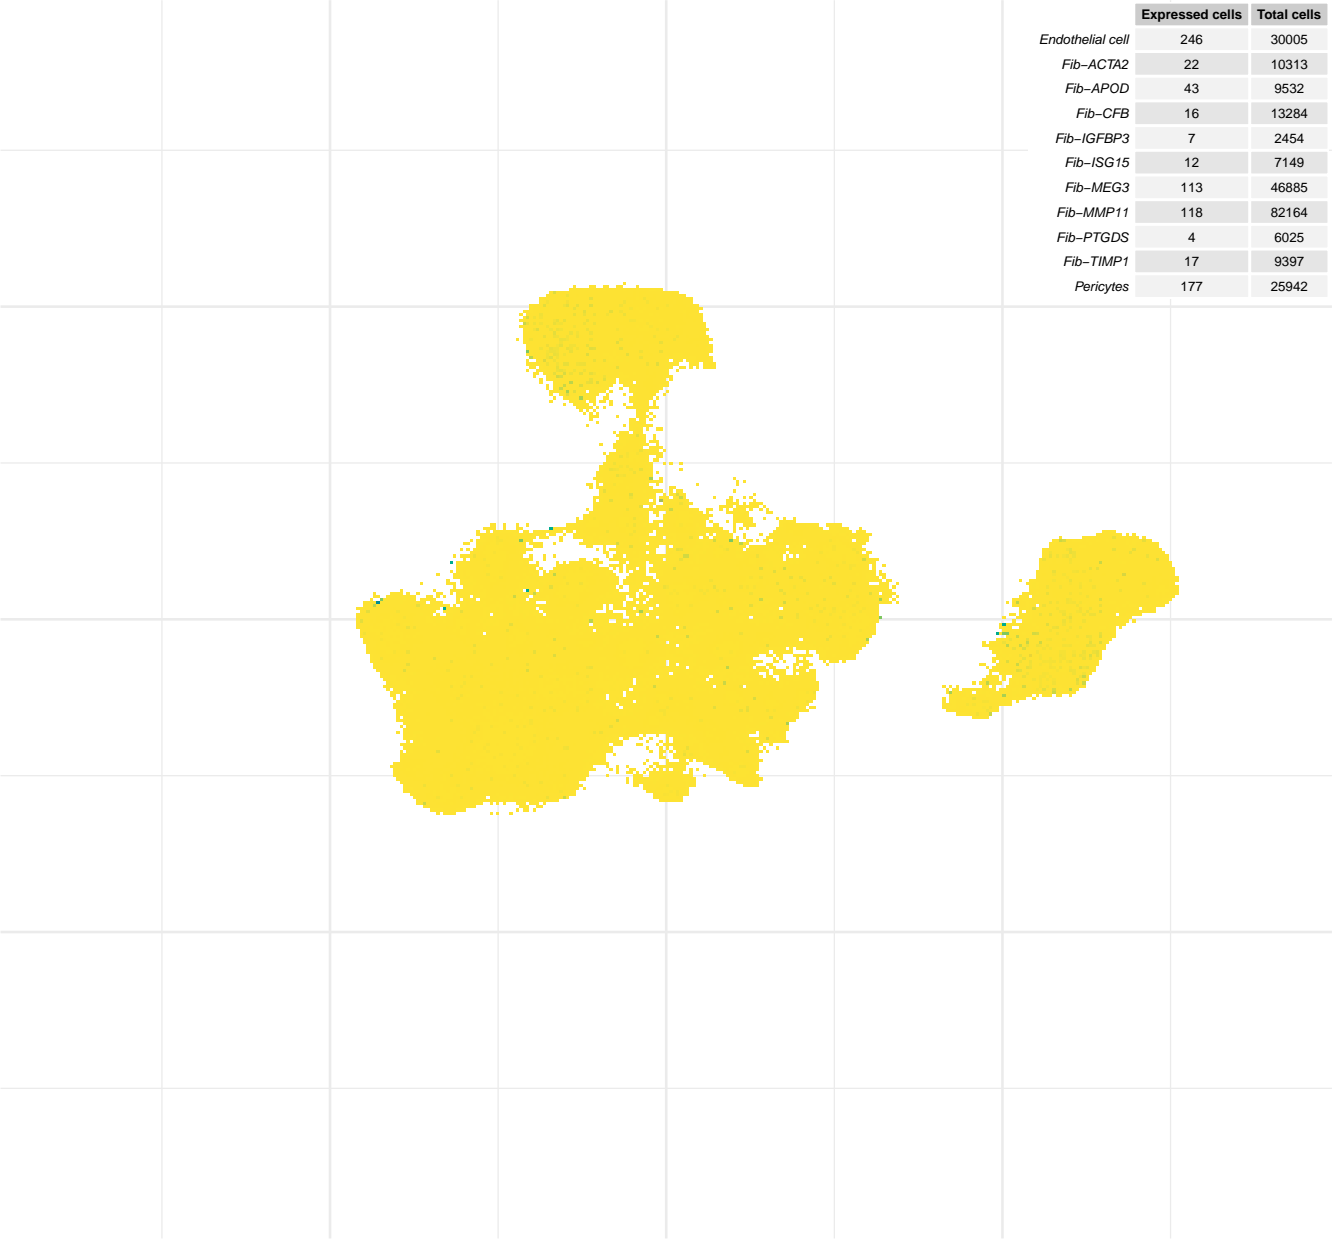 Expressed cells Total cells
Endothelial cell 246 30005
Fib−ACTA2 22 10313
Fib−APOD 43 9532
Fib−CFB 16 13284
Fib−IGFBP3 7 2454
Fib−ISG15 12 7149
Fib−MEG3 113 46885
Fib−MMP11 118 82164
Fib−PTGDS 4 6025
Fib−TIMP1 17 9397
Pericytes 177 25942